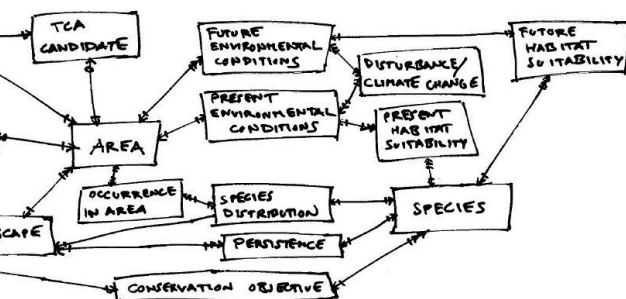 TCA
CANDIDATE
FUTURE
ENVIRONMENTAL
CONDITIONS
FUTURE
HABITAT
SUITABILITY
DISTURBANCE/
CLIMATE CHANGE
PRESENT
ENVIRONMENTAL
CONDITIONS
PRESENT
HABITAT
SUITABILITY
AREA
OCCURRENCE
IN AREA
SPECIES
DISTRIBUTION
SPECIES
SCAPE
PERSISTENCE
CONSERVATION OBJECTIVE